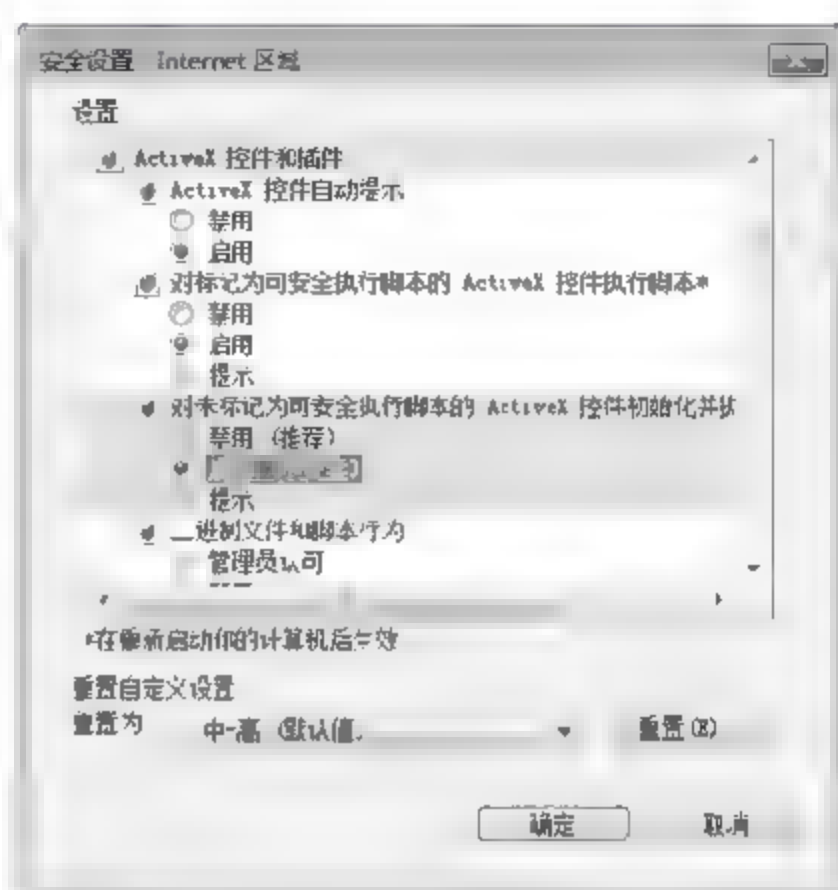 安全设置 Internet 区域
设置
ActiveX 控件和插件
ActiveX 控件自动提示
禁用
启用
对标记为可安全执行脚本的 ActiveX 控件执行脚本*
禁用
启用
提示
对未标记为可安全执行脚本的 ActiveX 控件初始化并执
禁用 (推荐)
提示
二进制文件和脚本行为
管理员认可
*在重新启动你的计算机后生效
重置自定义设置
重置为
中-高 (默认值)
重置(E)
确定
取消